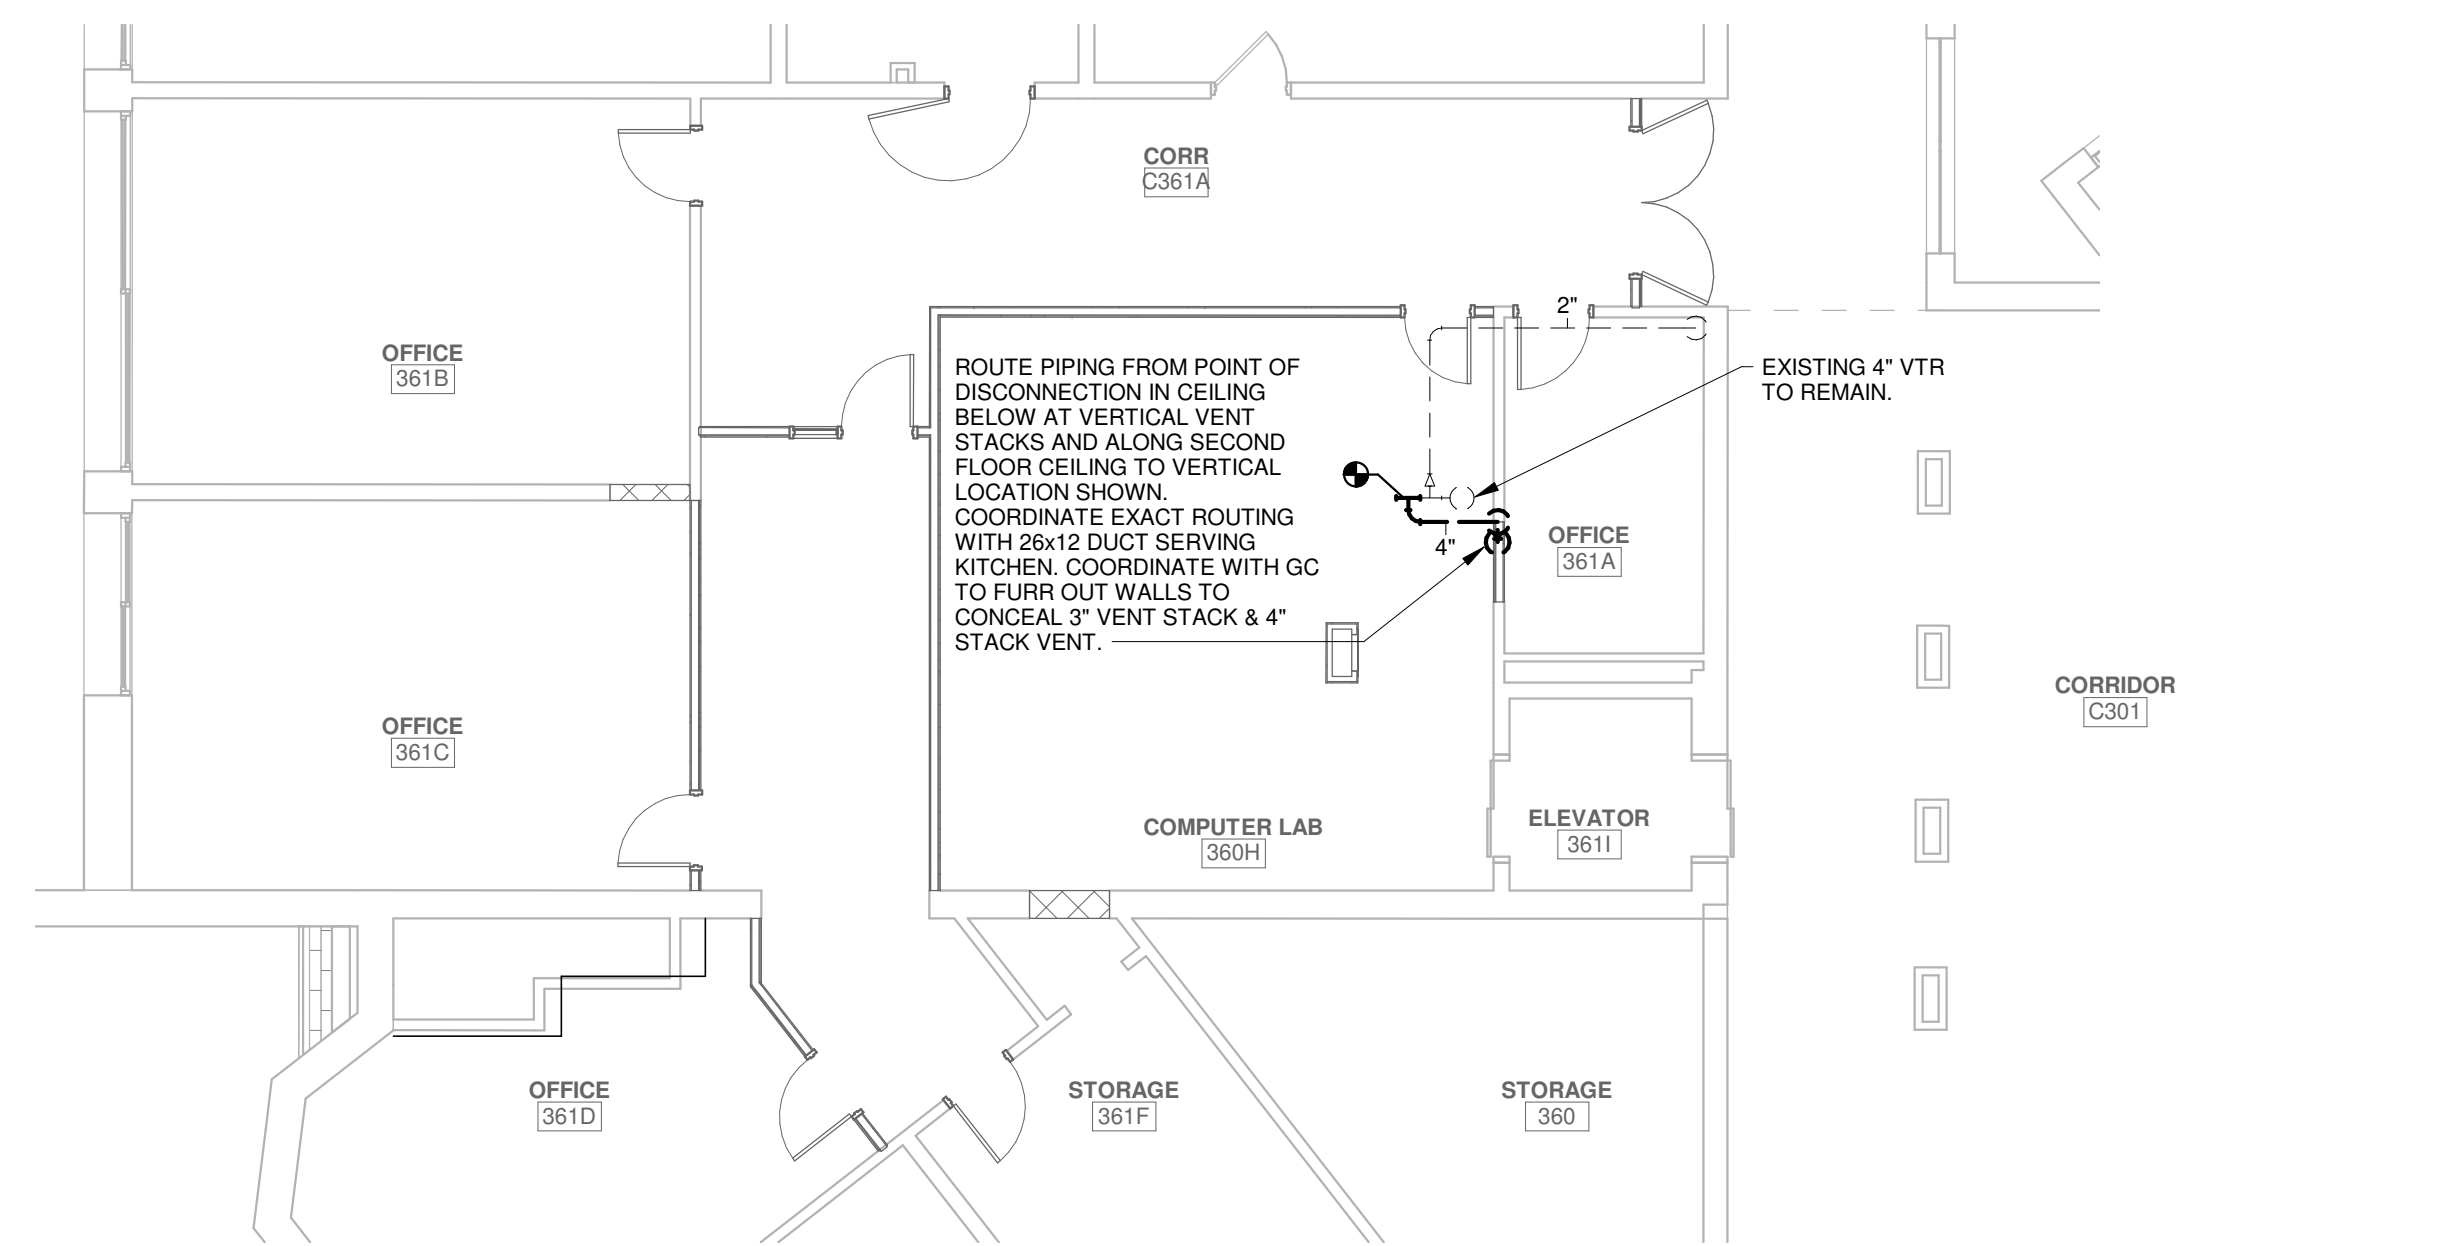 CORR
C361A
2"
OFFICE
361B
ROUTE PIPING FROM POINT OF
DISCONNECTION IN CEILING
BELOW AT VERTICAL VENT
STACKS AND ALONG SECOND
FLOOR CEILING TO VERTICAL
LOCATION SHOWN.
COORDINATE EXACT ROUTING
WITH 26x12 DUCT SERVING
KITCHEN. COORDINATE WITH GC
TO FURR OUT WALLS TO
CONCEAL 3" VENT STACK & 4"
STACK VENT.
EXISTING 4" VTR
TO REMAIN.
4"
OFFICE
361A
CORRIDOR
C301
OFFICE
361C
COMPUTER LAB
360H
ELEVATOR
361I
OFFICE
361D
STORAGE
361F
STORAGE
360